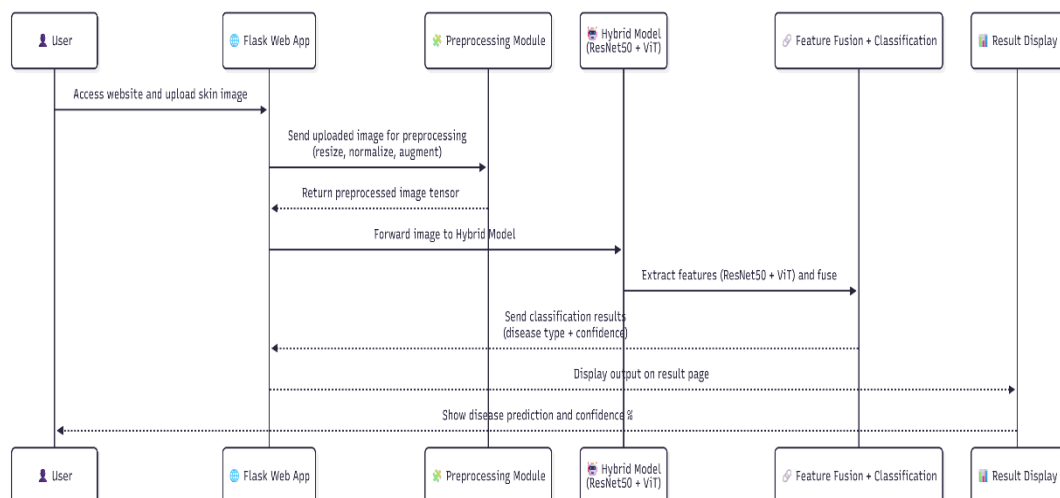 User
Flask Web App
Preprocessing Module
Hybrid Model
(ResNet50 + ViT)
Feature Fusion + Classification
Result Display
Access website and upload skin image
Send uploaded image for preprocessing
(resize, normalize, augment)
Return preprocessed image tensor
Forward image to Hybrid Model
Extract features (ResNet50 + ViT) and fuse
Send classification results
(disease type + confidence)
Display output on result page
Show disease prediction and confidence %
User
Flask Web App
Preprocessing Module
Hybrid Model
(ResNet50 + ViT)
Feature Fusion + Classification
Result Display